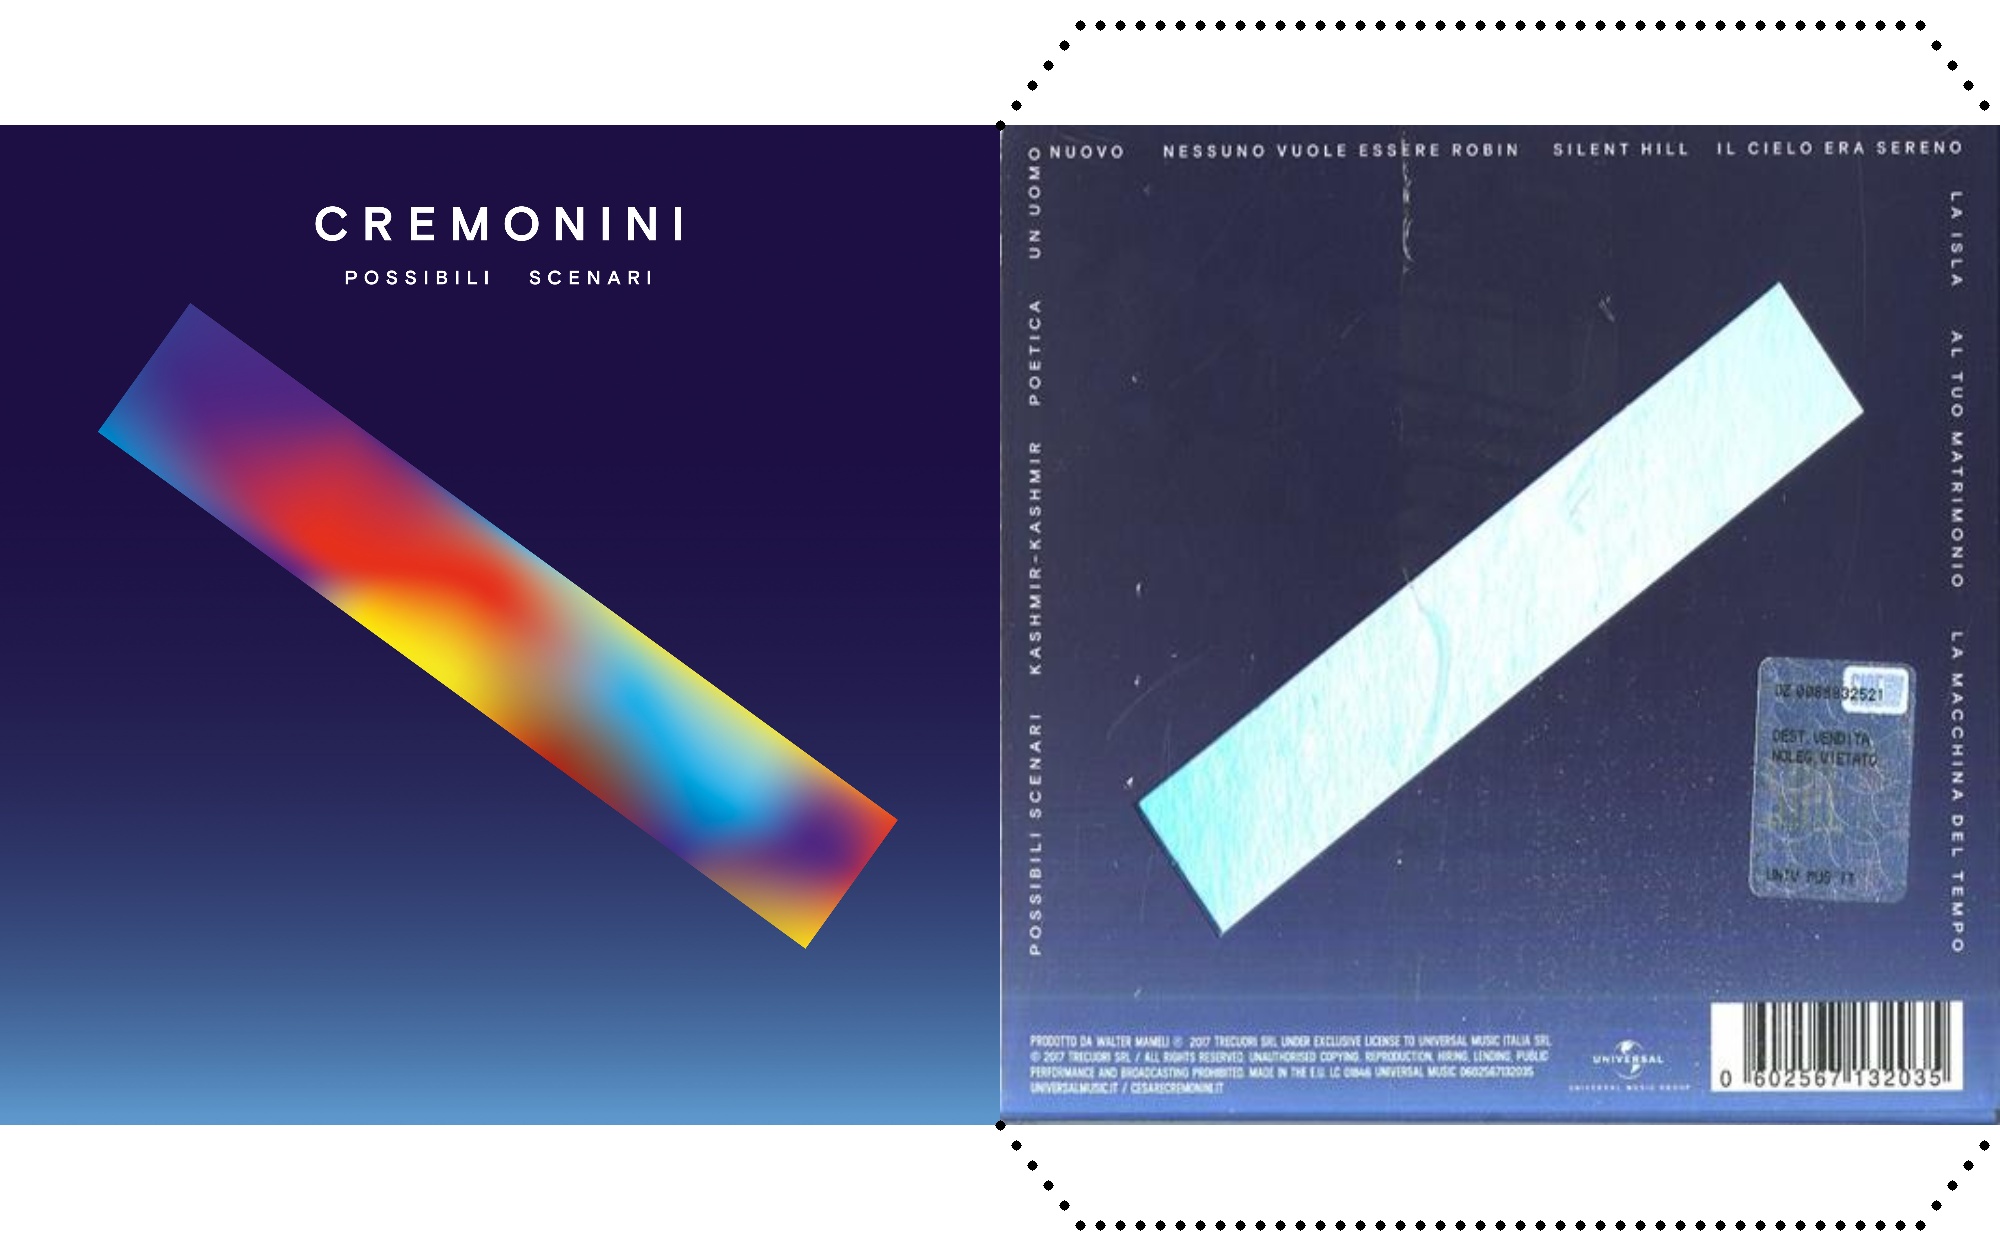 CREMONINI
POSSIBILI SCENARI
POSSIBILI SCENARI KASHMIR-KASHMIR POETICA UN UOMO
NUOVO NESSUNO VUOLE ESSERE ROBIN SILENT HILL IL CIELO ERA SERENO
LA ISLA AL TUO MATRIMONIO LA MACCHINA DEL TEMPO
DEST.VENDITA
NOLEG.VIETATO
UNIV MUS IT
PRODOTTO DA WALTER MAMELI ℗ 2017 TRECUORI SRL UNDER EXCLUSIVE LICENSE TO UNIVERSAL MUSIC ITALIA SRL
© 2017 TRECUORI SRL / ALL RIGHTS RESERVED. UNAUTHORISED COPYING, REPRODUCTION, HIRING, LENDING, PUBLIC
PERFORMANCE AND BROADCASTING PROHIBITED. MADE IN THE E.U. LC 01846 UNIVERSAL MUSIC 0602567132035
UNIVERSALMUSIC.IT / CESARECREMONINI.IT
UNIVERSAL
UNIVERSAL MUSIC GROUP
0 602567 132035